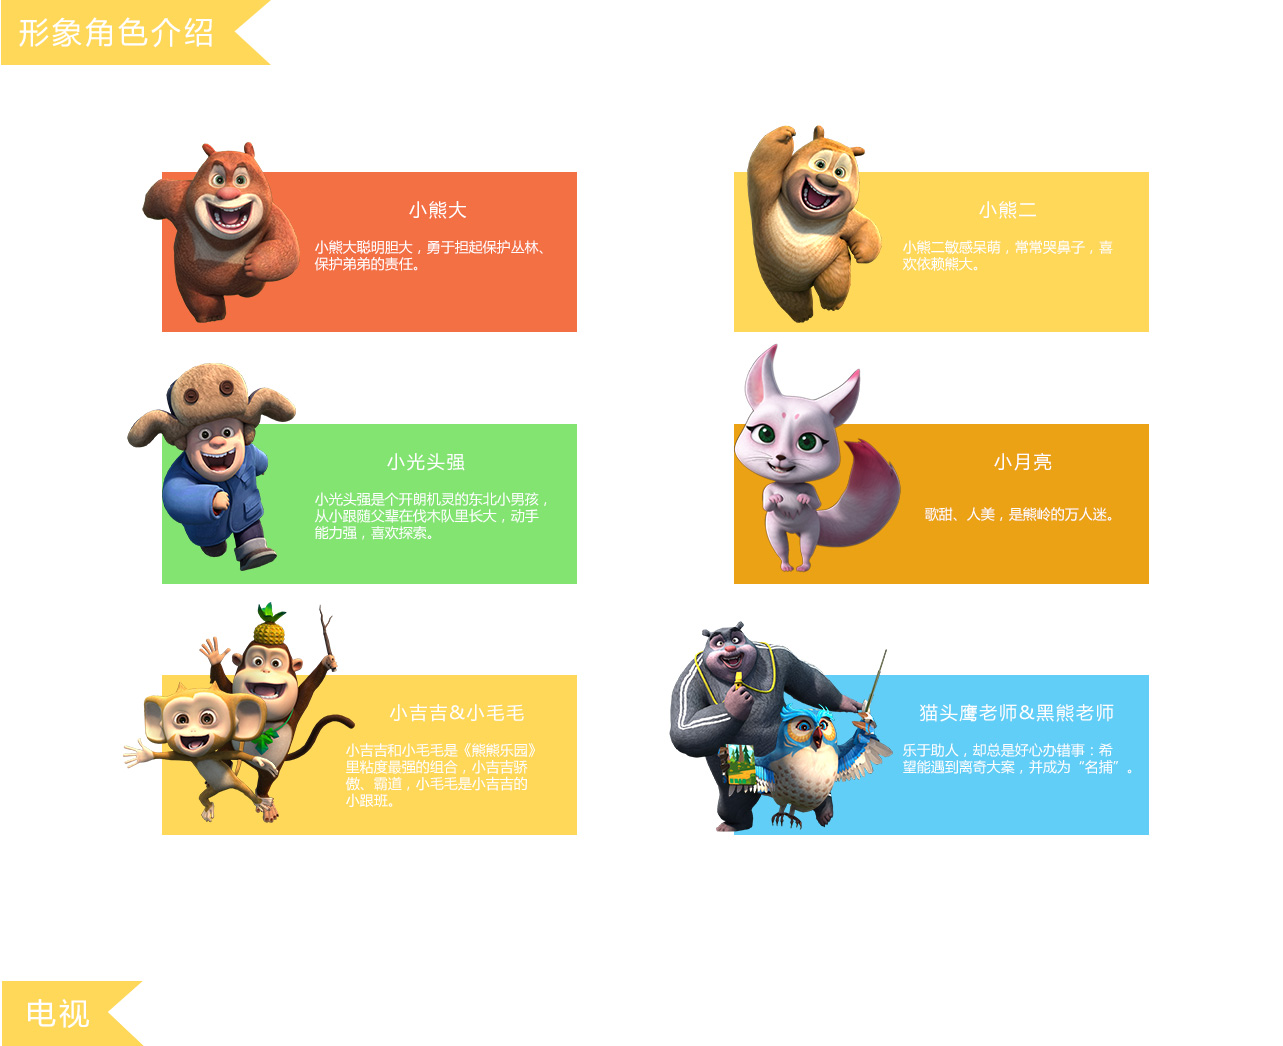 形象角色介绍
小熊大
小熊大聪明胆大，勇于担起保护丛林、
保护弟弟的责任。
小熊二
小熊二敏感呆萌，常常哭鼻子，喜
欢依赖熊大。
小光头强
小光头强是个开朗机灵的东北小男孩，
从小跟随父辈在伐木队里长大，动手
能力强，喜欢探索。
小月亮
歌甜、人美，是熊岭的万人迷。
小吉吉&小毛毛
小吉吉和小毛毛是《熊熊乐园》
里粘度最强的组合，小吉吉骄
傲、霸道，小毛毛是小吉吉的
小跟班。
猫头鹰老师&黑熊老师
乐于助人，却总是好心办错事：希
望能遇到离奇大案，并成为“名捕”。
电视